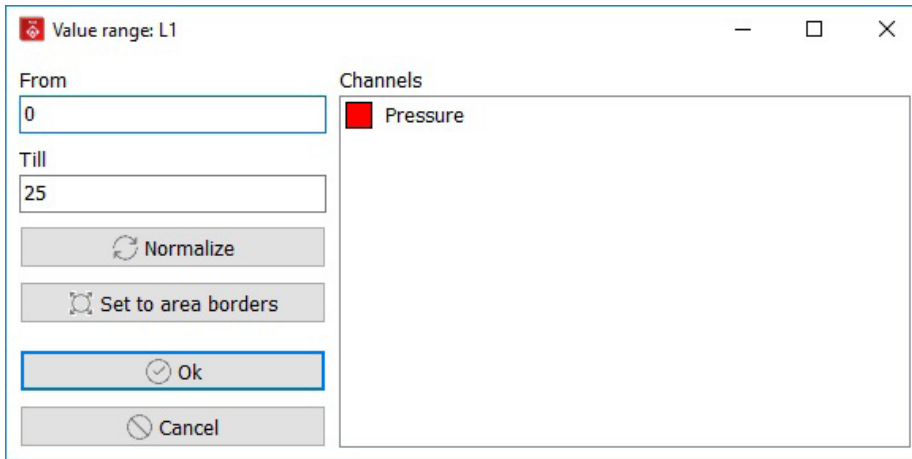 Value range: L1
From
0
Till
25
Normalize
Set to area borders
Ok
Cancel
Channels
Pressure